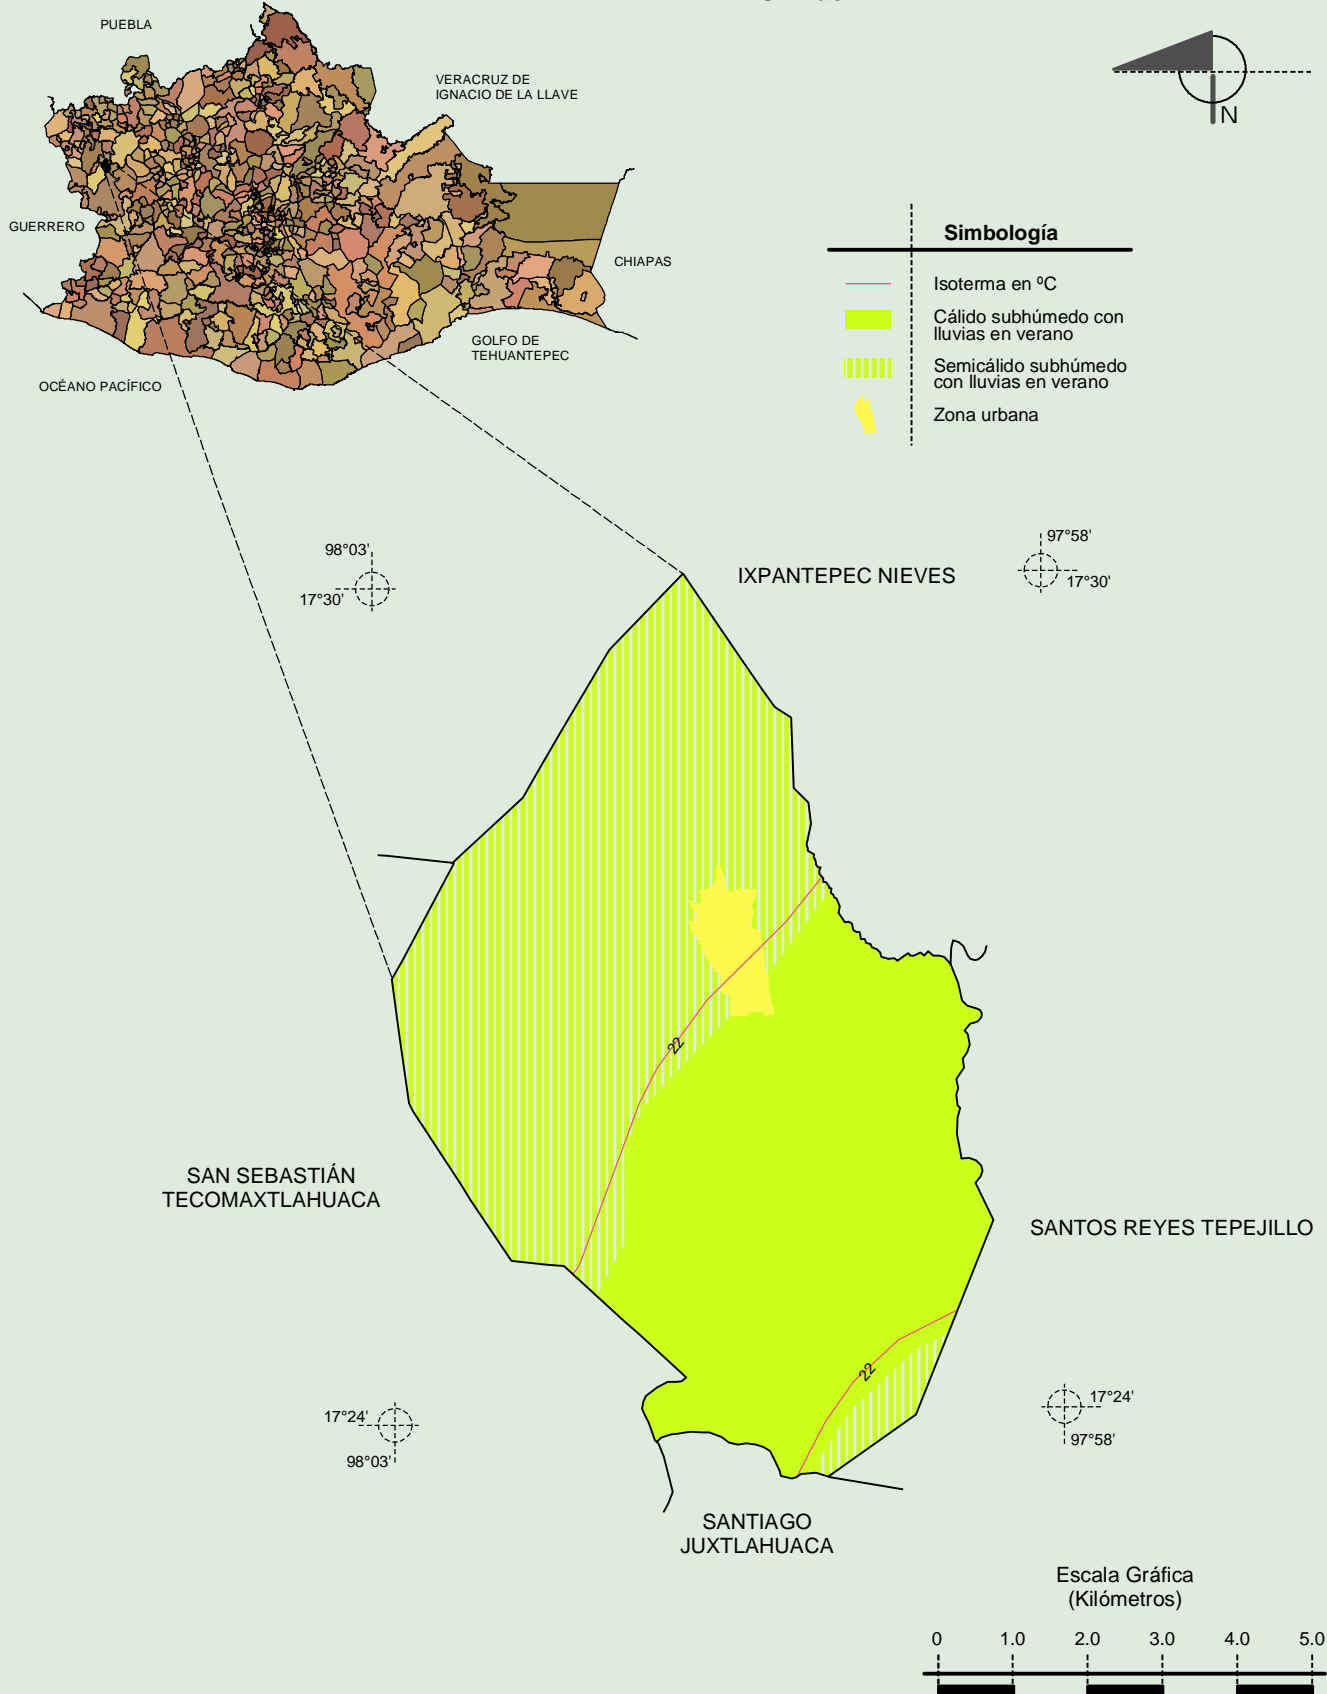 PUEBLA
VERACRUZ DE
IGNACIO DE LA LLAVE
GUERRERO
CHIAPAS
GOLFO DE
TEHUANTEPEC
OCÉANO PACÍFICO
N
Simbología
Isoterma en ºC
Cálido subhúmedo con
lluvias en verano
Semicálido subhúmedo
con lluvias en verano
Zona urbana
98°03'
17°30'
IXPANTEPEC NIEVES
97°58'
17°30'
22
SAN SEBASTIÁN
TECOMAXTLAHUACA
SANTOS REYES TEPEJILLO
22
17°24'
98°03'
17°24'
97°58'
SANTIAGO
JUXTLAHUACA
Escala Gráfica
(Kilómetros)
0 1.0 2.0 3.0 4.0 5.0